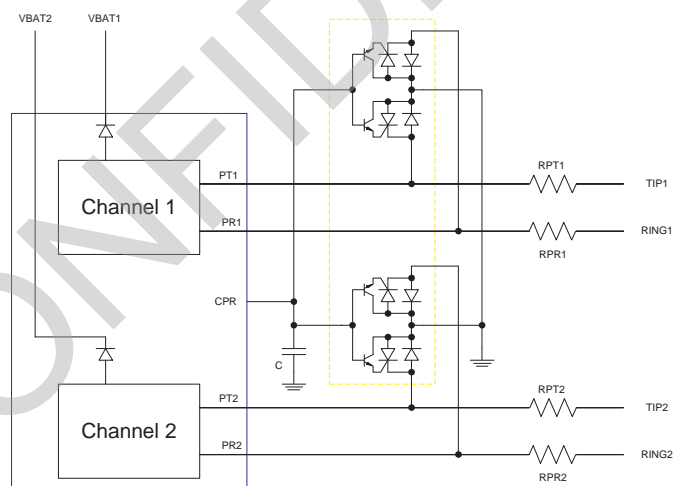 VBAT2 VBAT1
Channel 1
PT1
PR1
RPT1
TIP1
RPR1
RING1
CPR
C
Channel 2
PT2
PR2
RPT2
TIP2
RPR2
RING2
ONFID